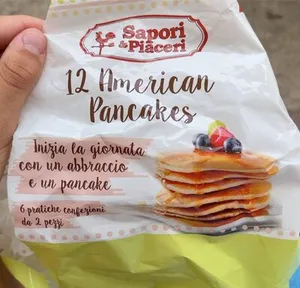 Sapori
& Piaceri
12 American
Pancakes
Inizia la giornata
con un abbraccio
e un pancake
6 pratiche confezioni
da 2 pezzi